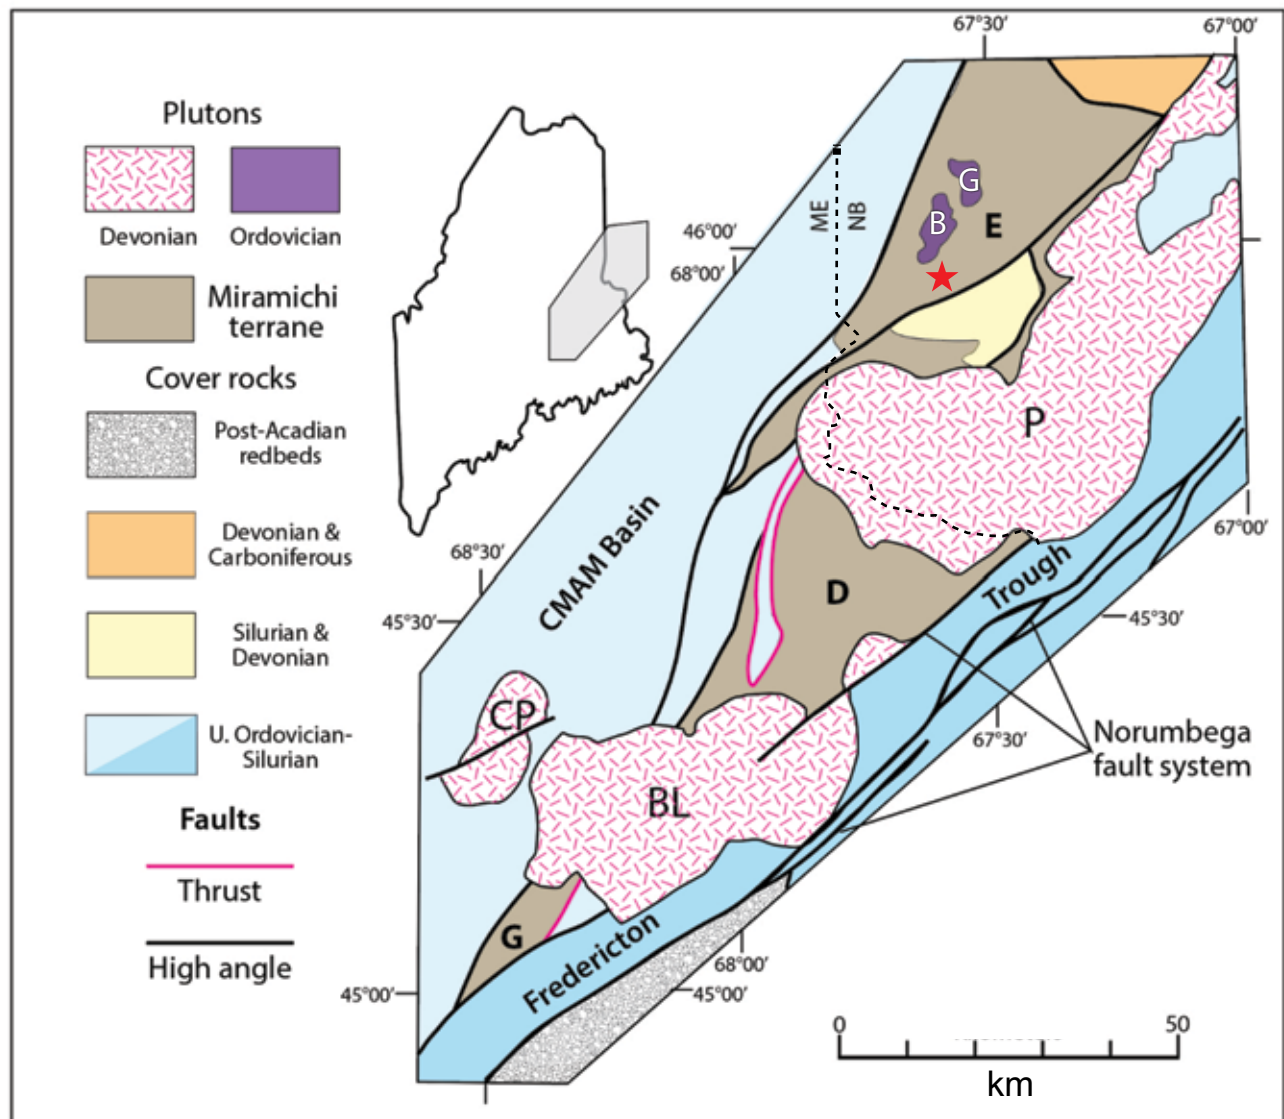 67°30′
67°00′
Plutons
Devonian
Ordovician
Miramichi
terrane
Cover rocks
Post-Acadian
redbeds
Devonian &
Carboniferous
Silurian &
Devonian
U. Ordovician-
Silurian
Faults
Thrust
High angle
46°00′
68°00′
ME
NB
G
B
E
P
CMAM Basin
68°30′
45°30′
D
Trough
67°00′
45°30′
67°30′
Norumbega
fault system
CP
BL
G
Fredericton
68°00′
45°00′
45°00′
0
50
km